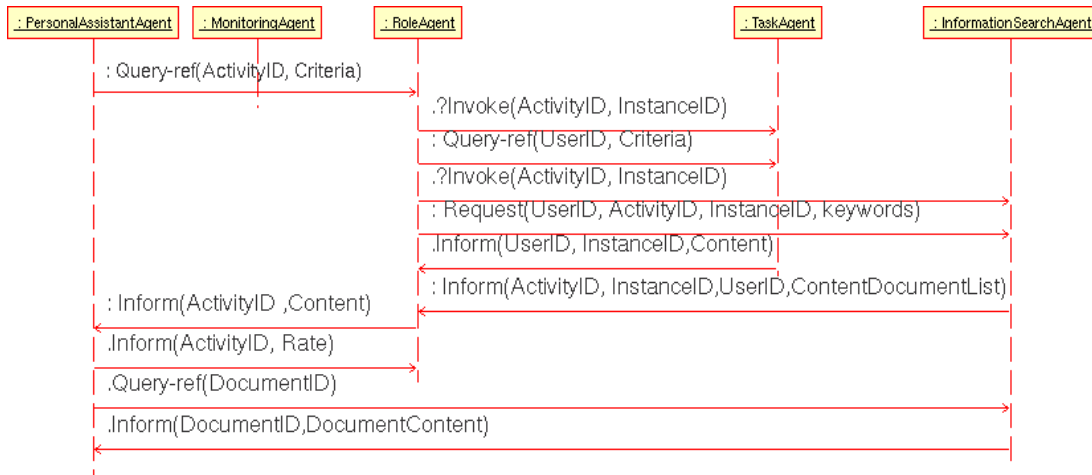 : PersonalAssistantAgent
: MonitoringAgent
: RoleAgent
: TaskAgent
: InformationSearchAgent
: Query-ref(ActivityID, Criteria)
.?Invoke(ActivityID, InstanceID)
: Query-ref(UserID, Criteria)
.?Invoke(ActivityID, InstanceID)
: Request(UserID, ActivityID, InstanceID, keywords)
.Inform(UserID, InstanceID,Content)
: Inform(ActivityID, InstanceID,UserID,ContentDocumentList)
: Inform(ActivityID ,Content)
.Inform(ActivityID, Rate)
.Query-ref(DocumentID)
.Inform(DocumentID,DocumentContent)